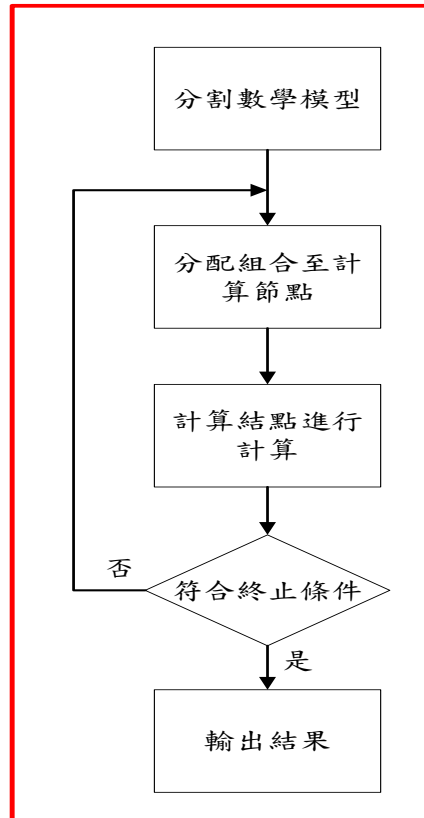 分割數學模型
分配組合至計
算節點
計算結點進行
計算
否
符合終止條件
是
輸出結果